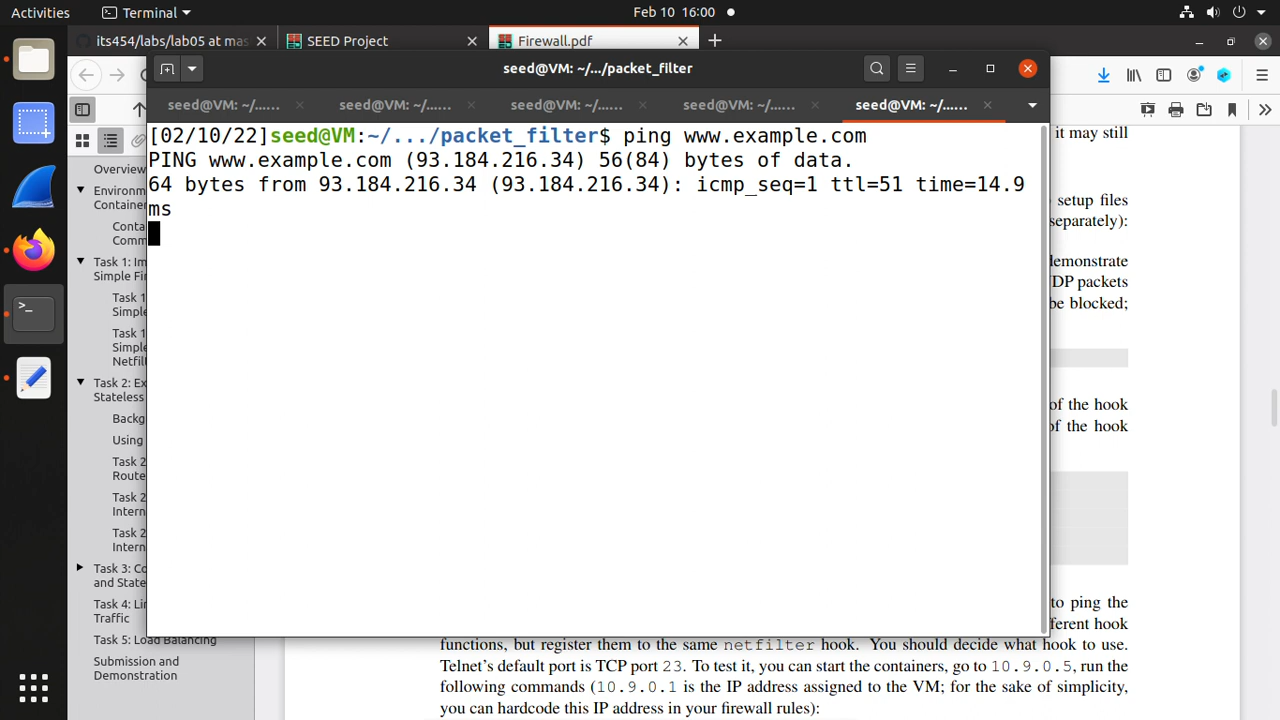 Activities
Terminal
Feb 10 16:00
its454/labs/lab05 at mas
SEED Project
Firewall.pdf
seed@VM: ~/.../packet_filter
seed@VM: ~/....
seed@VM: ~/....
seed@VM: ~/....
seed@VM: ~/....
seed@VM: ~/....
[02/10/22]seed@VM:~/.../packet_filter$ ping www.example.com
PING www.example.com (93.184.216.34) 56(84) bytes of data.
64 bytes from 93.184.216.34 (93.184.216.34): icmp_seq=1 ttl=51 time=14.9
ms
Overview
Environm
Container
Conta
Comm
Task 1: Im
Simple Fir
Task 1
Simple
Task 1
Simple
Netfilt
Task 2: Ex
Stateless
Backg
Using
Task 2
Route
Task 2
Intern
Task 2
Intern
Task 3: Co
and State
Task 4: Lin
Traffic
Task 5: Load Balancing
Submission and
Demonstration
it may still
setup files
separately):
demonstrate
DP packets
be blocked;
of the hook
of the hook
to ping the
ferent hook
functions, but register them to the same netfilter hook. You should decide what hook to use.
Telnet's default port is TCP port 23. To test it, you can start the containers, go to 10.9.0.5, run the
following commands (10.9.0.1 is the IP address assigned to the VM; for the sake of simplicity,
you can hardcode this IP address in your firewall rules):